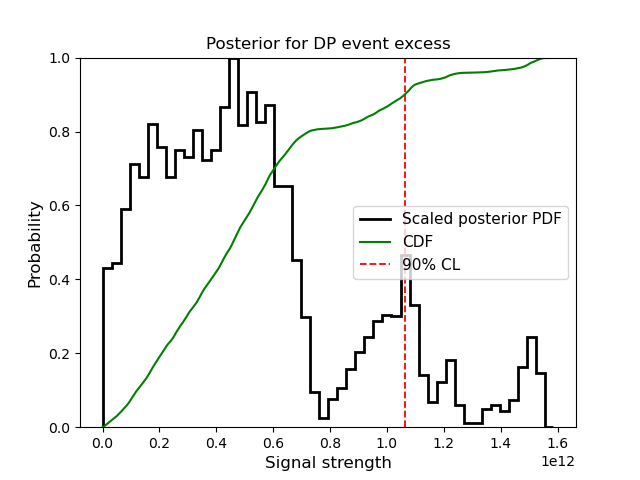 Posterior for DP event excess
Probability
1.0
0.8
0.6
0.4
0.2
0.0
Scaled posterior PDF
CDF
90% CL
0.0 0.2 0.4 0.6 0.8 1.0 1.2 1.4 1.6
1e12
Signal strength